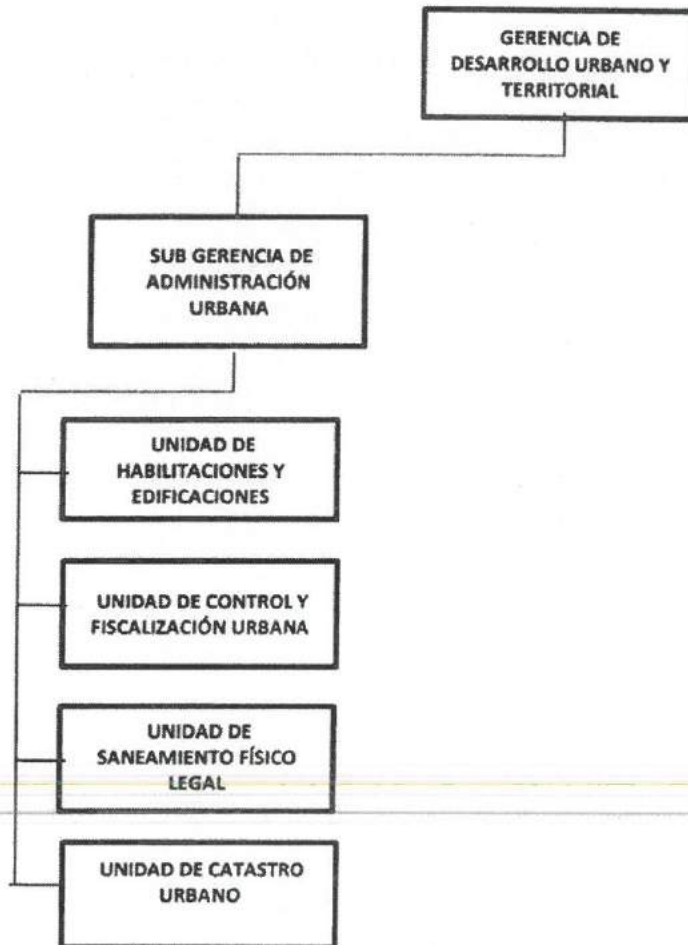 GERENCIA DE
DESARROLLO URBANO Y
TERRITORIAL
SUB GERENCIA DE
ADMINISTRACIÓN
URBANA
UNIDAD DE
HABILITACIONES Y
EDIFICACIONES
UNIDAD DE CONTROL Y
FISCALIZACIÓN URBANA
UNIDAD DE
SANEAMIENTO FÍSICO
LEGAL
UNIDAD DE CATASTRO
URBANO